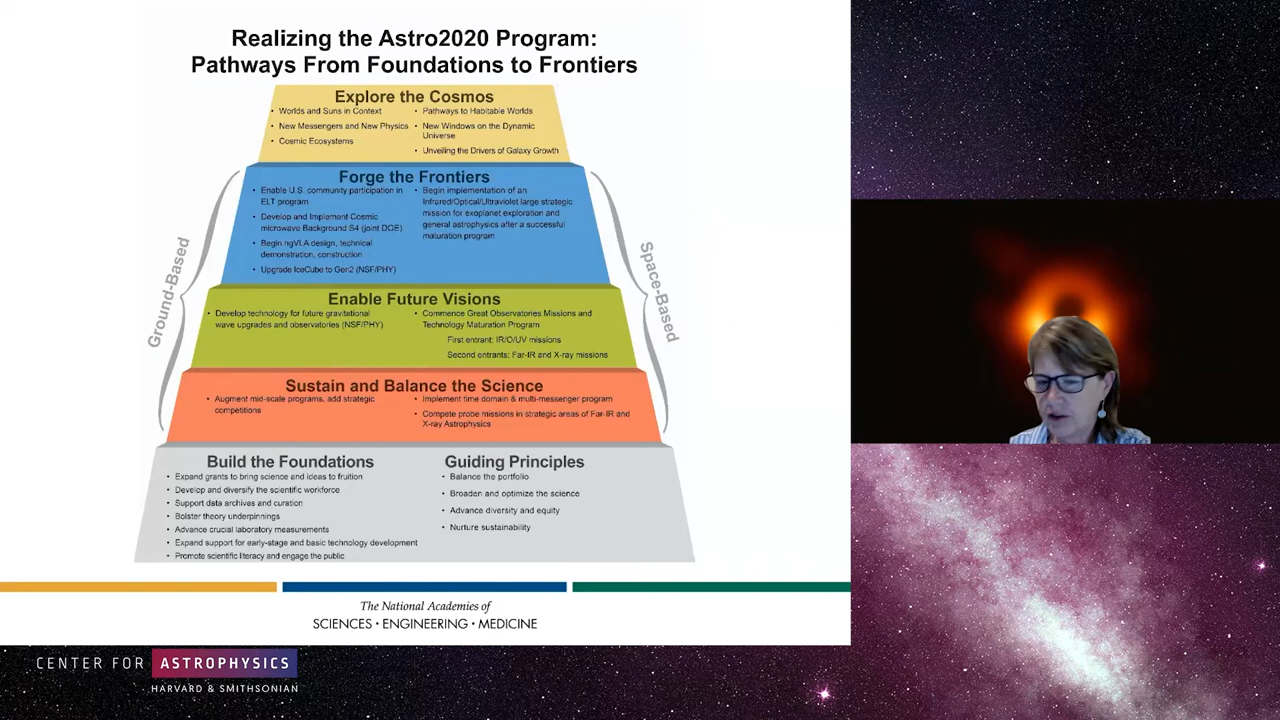 Realizing the Astro2020 Program:
Pathways From Foundations to Frontiers
Explore the Cosmos
• Worlds and Suns in Context
• New Messengers and New Physics
• Cosmic Ecosystems
• Pathways to Habitable Worlds
• New Windows on the Dynamic
Universe
• Unveiling the Drivers of Galaxy Growth
Ground-Based
Forge the Frontiers
• Enable U.S. community participation in
ELT program
• Develop and Implement Cosmic
microwave Background S4 (joint DOE)
• Begin ngVLA design, technical
demonstration, construction
• Upgrade IceCube to Gen2 (NSF/PHY)
• Begin implementation of an
Infrared/Optical/Ultraviolet large strategic
mission for exoplanet exploration and
general astrophysics after a successful
maturation program
Space-Based
Enable Future Visions
• Develop technology for future gravitational
wave upgrades and observatories (NSF/PHY)
• Commence Great Observatories Missions and
Technology Maturation Program
First entrant: IR/O/UV missions
Second entrants: Far-IR and X-ray missions
Sustain and Balance the Science
• Augment mid-scale programs, add strategic
competitions
• Implement time domain & multi-messenger program
• Compete probe missions in strategic areas of Far-IR and
X-ray Astrophysics
Build the Foundations
• Expand grants to bring science and ideas to fruition
• Develop and diversify the scientific workforce
• Support data archives and curation
• Bolster theory underpinnings
• Advance crucial laboratory measurements
• Expand support for early-stage and basic technology development
• Promote scientific literacy and engage the public
Guiding Principles
• Balance the portfolio
• Broaden and optimize the science
• Advance diversity and equity
• Nurture sustainability
The National Academies of
SCIENCES • ENGINEERING • MEDICINE
CENTER FOR ASTROPHYSICS
HARVARD & SMITHSONIAN